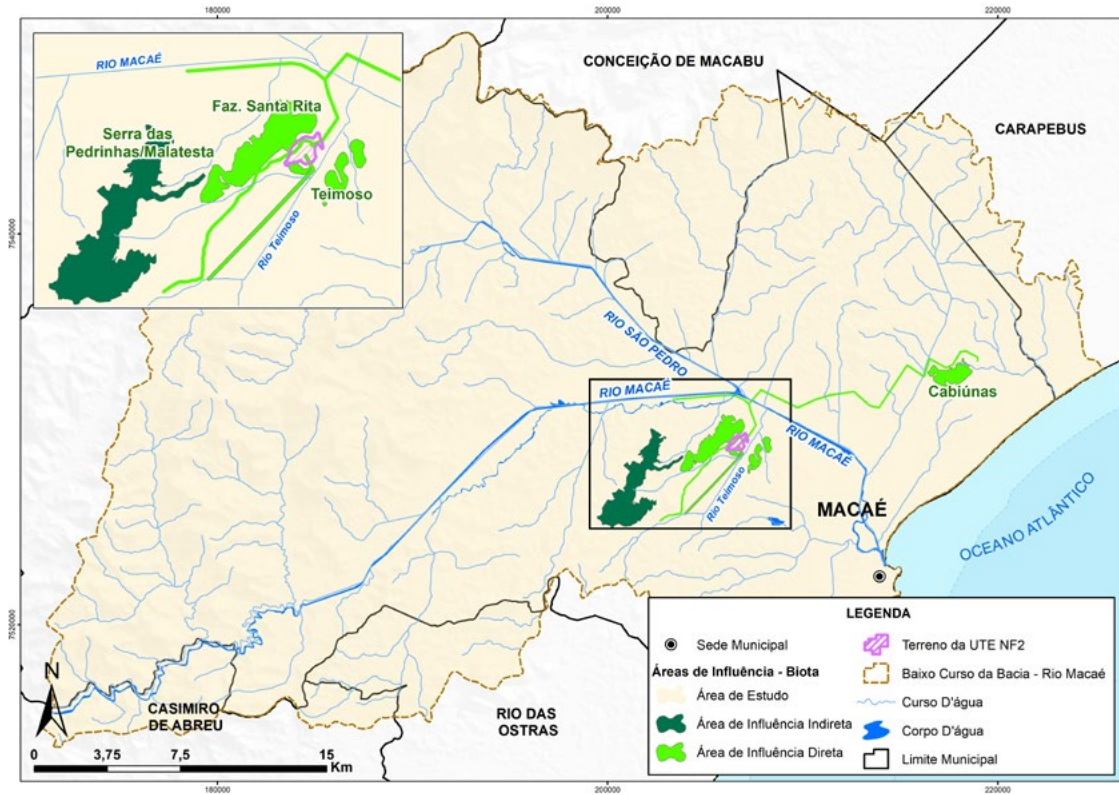 180000
200000
220000
RIO MACAÉ
Faz. Santa Rita
Serra das
Pedrinhas/Malatesta
Teimoso
Rio Teimoso
CONCEIÇÃO DE MACABU
CARAPEBUS
7540000
RIO SÃO PEDRO
RIO MACAÉ
Cabiúnas
RIO MACAÉ
Rio Teimoso
MACAÉ
OCEANO ATLÂNTICO
7520000
N
CASIMIRO
DE ABREU
RIO DAS
OSTRAS
0 3,75 7,5 15
Km
LEGENDA
Sede Municipal
Áreas de Influência - Biota
Área de Estudo
Área de Influência Indireta
Área de Influência Direta
Terreno da UTE NF2
Baixo Curso da Bacia - Rio Macaé
Curso D'água
Corpo D'água
Limite Municipal
180000
200000
220000